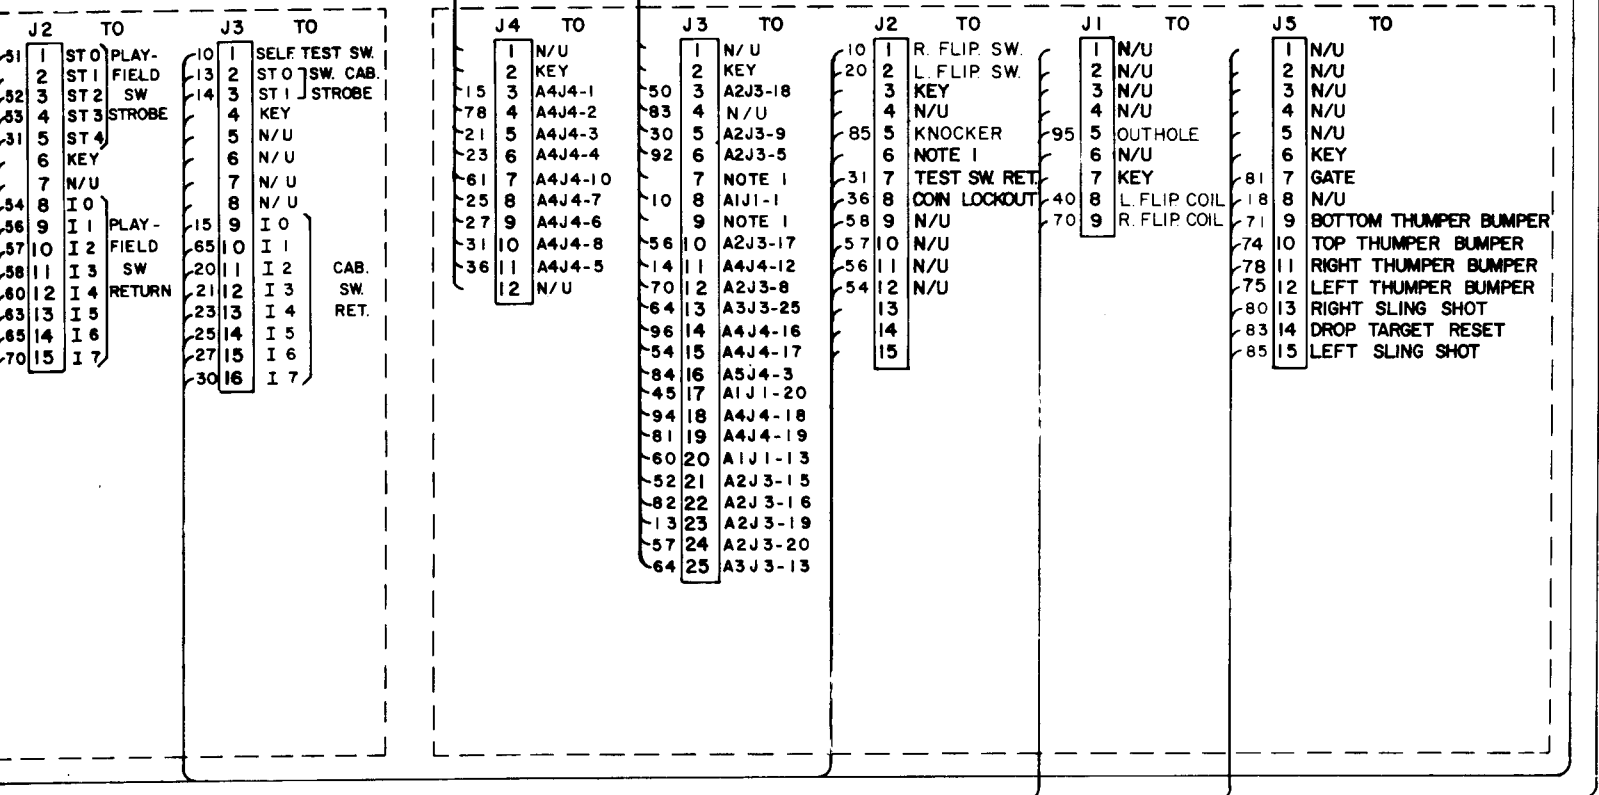 J2 TO
51 1 ST 0 PLAY-
2 ST 1 FIELD
52 3 ST 2 SW
53 4 ST 3 STROBE
31 5 ST 4
6 KEY
7 N/U
54 8 I 0
56 9 I 1 PLAY-
57 10 I 2 FIELD
58 11 I 3 SW
60 12 I 4 RETURN
63 13 I 5
65 14 I 6
70 15 I 7
J3 TO
10 1 SELF TEST SW.
13 2 ST 0 SW. CAB.
14 3 ST 1 STROBE
4 KEY
5 N/U
6 N/U
7 N/U
8 N/U
15 9 I 0
65 10 I 1
20 11 I 2 CAB.
21 12 I 3 SW.
23 13 I 4 RET.
25 14 I 5
27 15 I 6
30 16 I 7
J4 TO
1 N/U
2 KEY
15 3 A4J4-1
78 4 A4J4-2
21 5 A4J4-3
23 6 A4J4-4
61 7 A4J4-10
25 8 A4J4-7
27 9 A4J4-6
31 10 A4J4-8
36 11 A4J4-5
12 N/U
J3 TO
1 N/U
2 KEY
50 3 A2J3-18
83 4 N/U
30 5 A2J3-9
92 6 A2J3-5
7 NOTE 1
10 8 A1J1-1
9 NOTE 1
56 10 A2J3-17
14 11 A4J4-12
70 12 A2J3-8
64 13 A3J3-25
96 14 A4J4-16
54 15 A4J4-17
84 16 A5J4-3
45 17 A1J1-20
94 18 A4J4-18
81 19 A4J4-19
60 20 A1J1-13
52 21 A2J3-15
82 22 A2J3-16
13 23 A2J3-19
57 24 A2J3-20
64 25 A3J3-13
J2 TO
10 1 R. FLIP. SW.
20 2 L. FLIP SW.
3 KEY
4 N/U
85 5 KNOCKER
6 NOTE 1
31 7 TEST SW. RET.
36 8 COIN LOCKOUT
58 9 N/U
57 10 N/U
56 11 N/U
54 12 N/U
13
14
15
J1 TO
1 N/U
2 N/U
3 N/U
4 N/U
95 5 OUTHOLE
6 N/U
7 KEY
40 8 L. FLIP COIL
70 9 R. FLIP. COIL
J5 TO
1 N/U
2 N/U
3 N/U
4 N/U
5 N/U
6 KEY
81 7 GATE
18 8 N/U
71 9 BOTTOM THUMPER BUMPER
74 10 TOP THUMPER BUMPER
78 11 RIGHT THUMPER BUMPER
75 12 LEFT THUMPER BUMPER
80 13 RIGHT SLING SHOT
83 14 DROP TARGET RESET
85 15 LEFT SLING SHOT